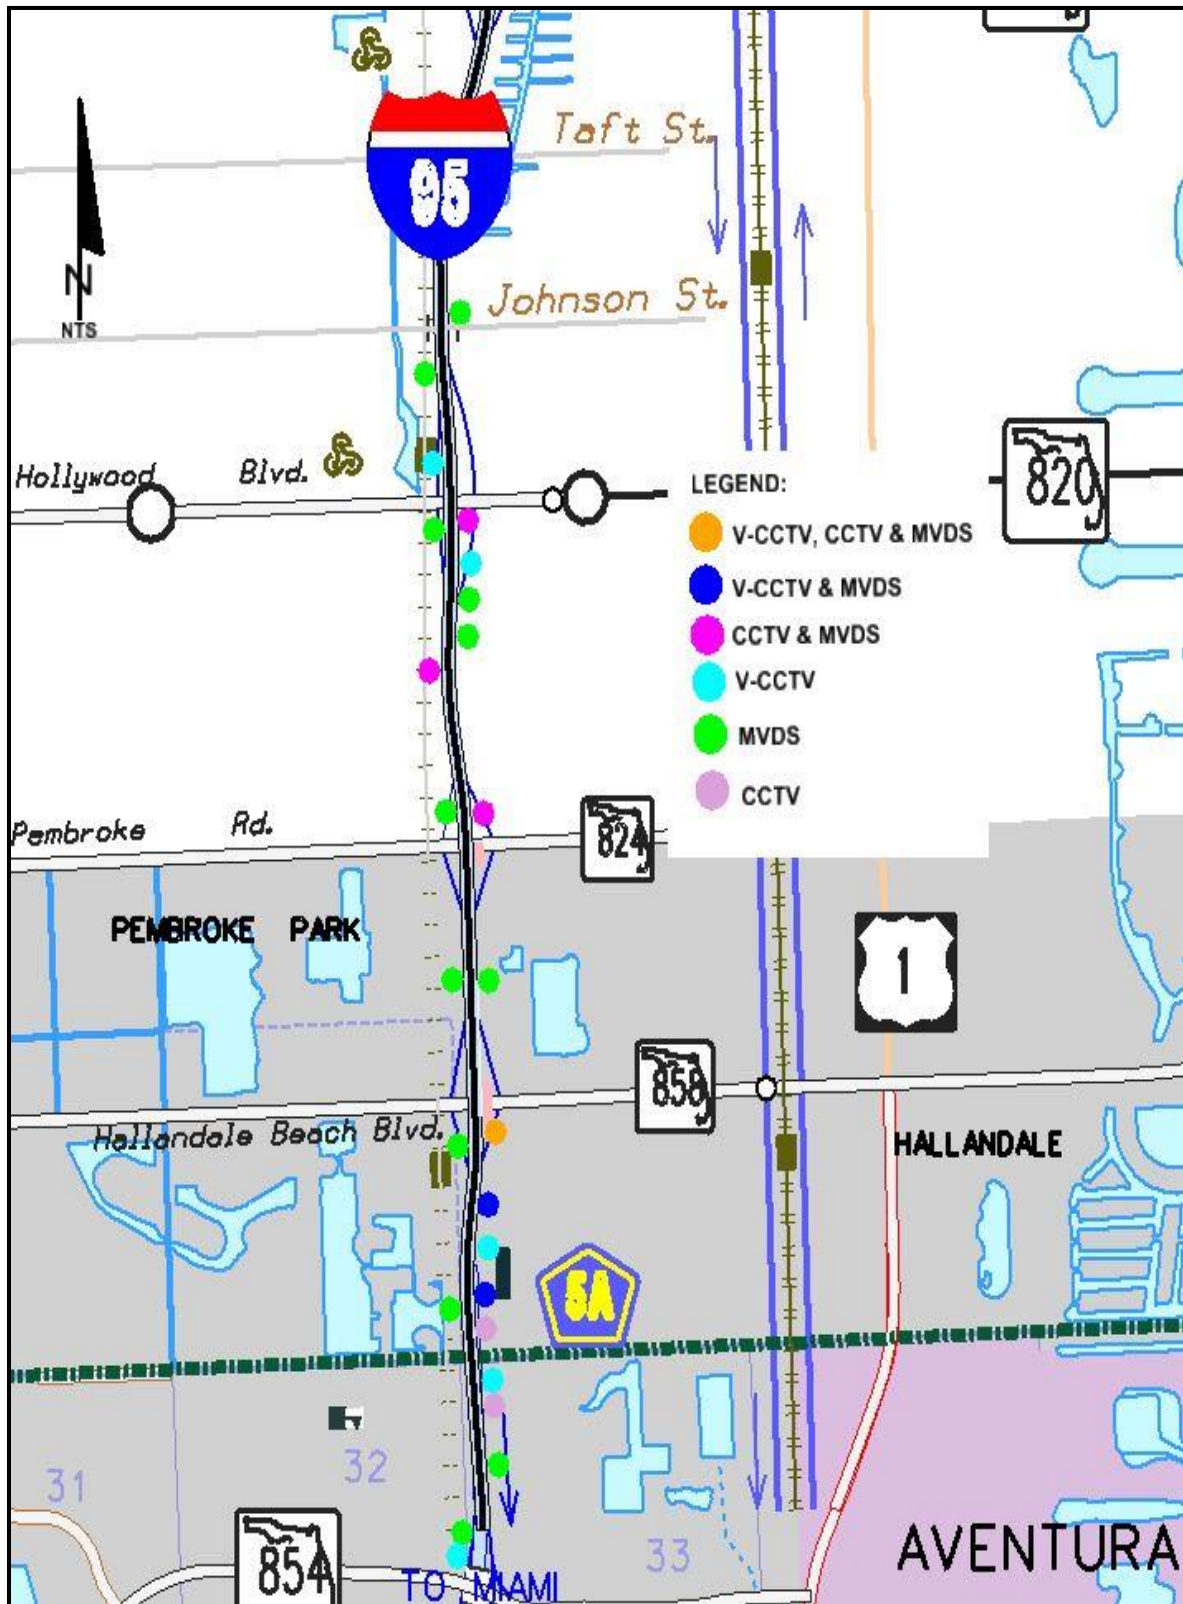 Taft St.
95
Johnson St.
N
NTS
Hollywood Blvd.
820
LEGEND:
V-CCTV, CCTV & MVDS
V-CCTV & MVDS
CCTV & MVDS
V-CCTV
MVDS
CCTV
Pembroke Rd.
824
PEMBROKE PARK
1
858
Hallandale Beach Blvd.
HALLANDALE
5A
31
32
33
AVENTURA
854
TO MIAMI